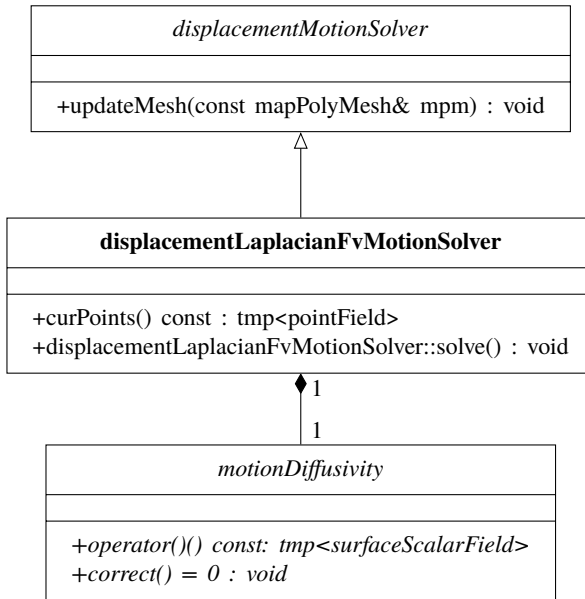 displacementMotionSolver
+updateMesh(const mapPolyMesh& mpm) : void
displacementLaplacianFvMotionSolver
+curPoints() const : tmp<pointField>
+displacementLaplacianFvMotionSolver::solve() : void
1
1
motionDiffusivity
+operator()() const: tmp<surfaceScalarField>
+correct() = 0 : void